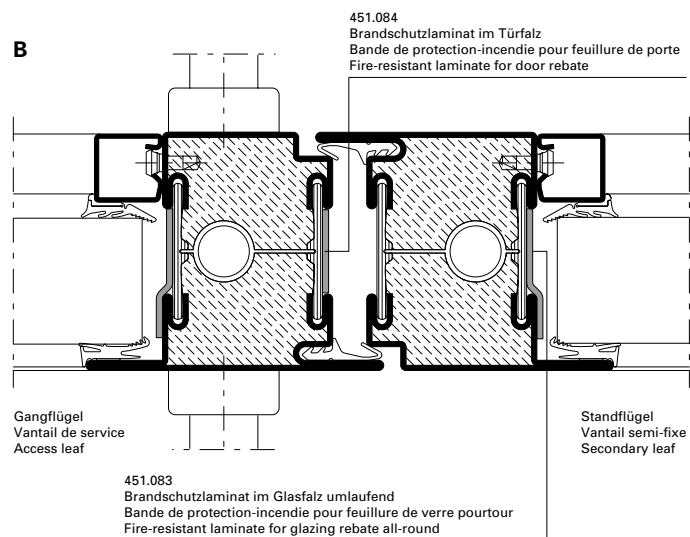 451.084
Brandschutzlaminat im Türfalz
Bande de protection-incendie pour feuillure de porte
Fire-resistant laminate for door rebate
B
Gangflügel
Vantail de service
Access leaf
Standflügel
Vantail semi-fixe
Secondary leaf
451.083
Brandschutzlaminat im Glasfalz umlaufend
Bande de protection-incendie pour feuillure de verre pourtour
Fire-resistant laminate for glazing rebate all-round